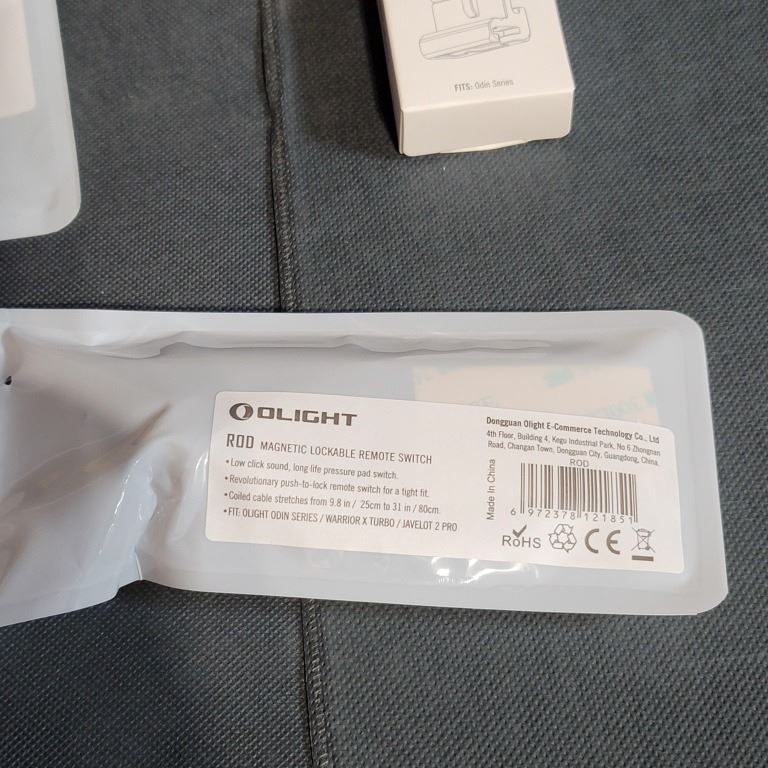 FITS: Odin Series
OLIGHT
ROD MAGNETIC LOCKABLE REMOTE SWITCH
•Low click sound, long life pressure pad switch.
•Revolutionary push-to-lock remote switch for a tight fit.
•Coiled cable stretches from 9.8 in / 25cm to 31 in / 80cm.
•FIT: OLIGHT ODIN SERIES / WARRIOR X TURBO / JAVELOT 2 PRO
Dongguan Olight E-Commerce Technology Co., Ltd
4th Floor, Building 4, Kegu Industrial Park, No 6 Zhongnan
Road, Changan Town, Dongguan City, Guangdong, China.
ROD
Made In China
6 972378 121851
RoHS
CE